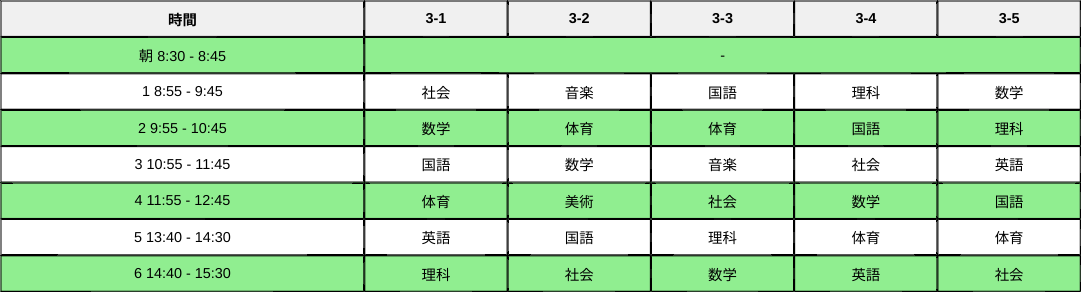 時間 3-1 3-2 3-3 3-4 3-5
朝 8:30 - 8:45 -
1 8:55 - 9:45 社会 音楽 国語 理科 数学
2 9:55 - 10:45 数学 体育 体育 国語 理科
3 10:55 - 11:45 国語 数学 音楽 社会 英語
4 11:55 - 12:45 体育 美術 社会 数学 国語
5 13:40 - 14:30 英語 国語 理科 体育 体育
6 14:40 - 15:30 理科 社会 数学 英語 社会